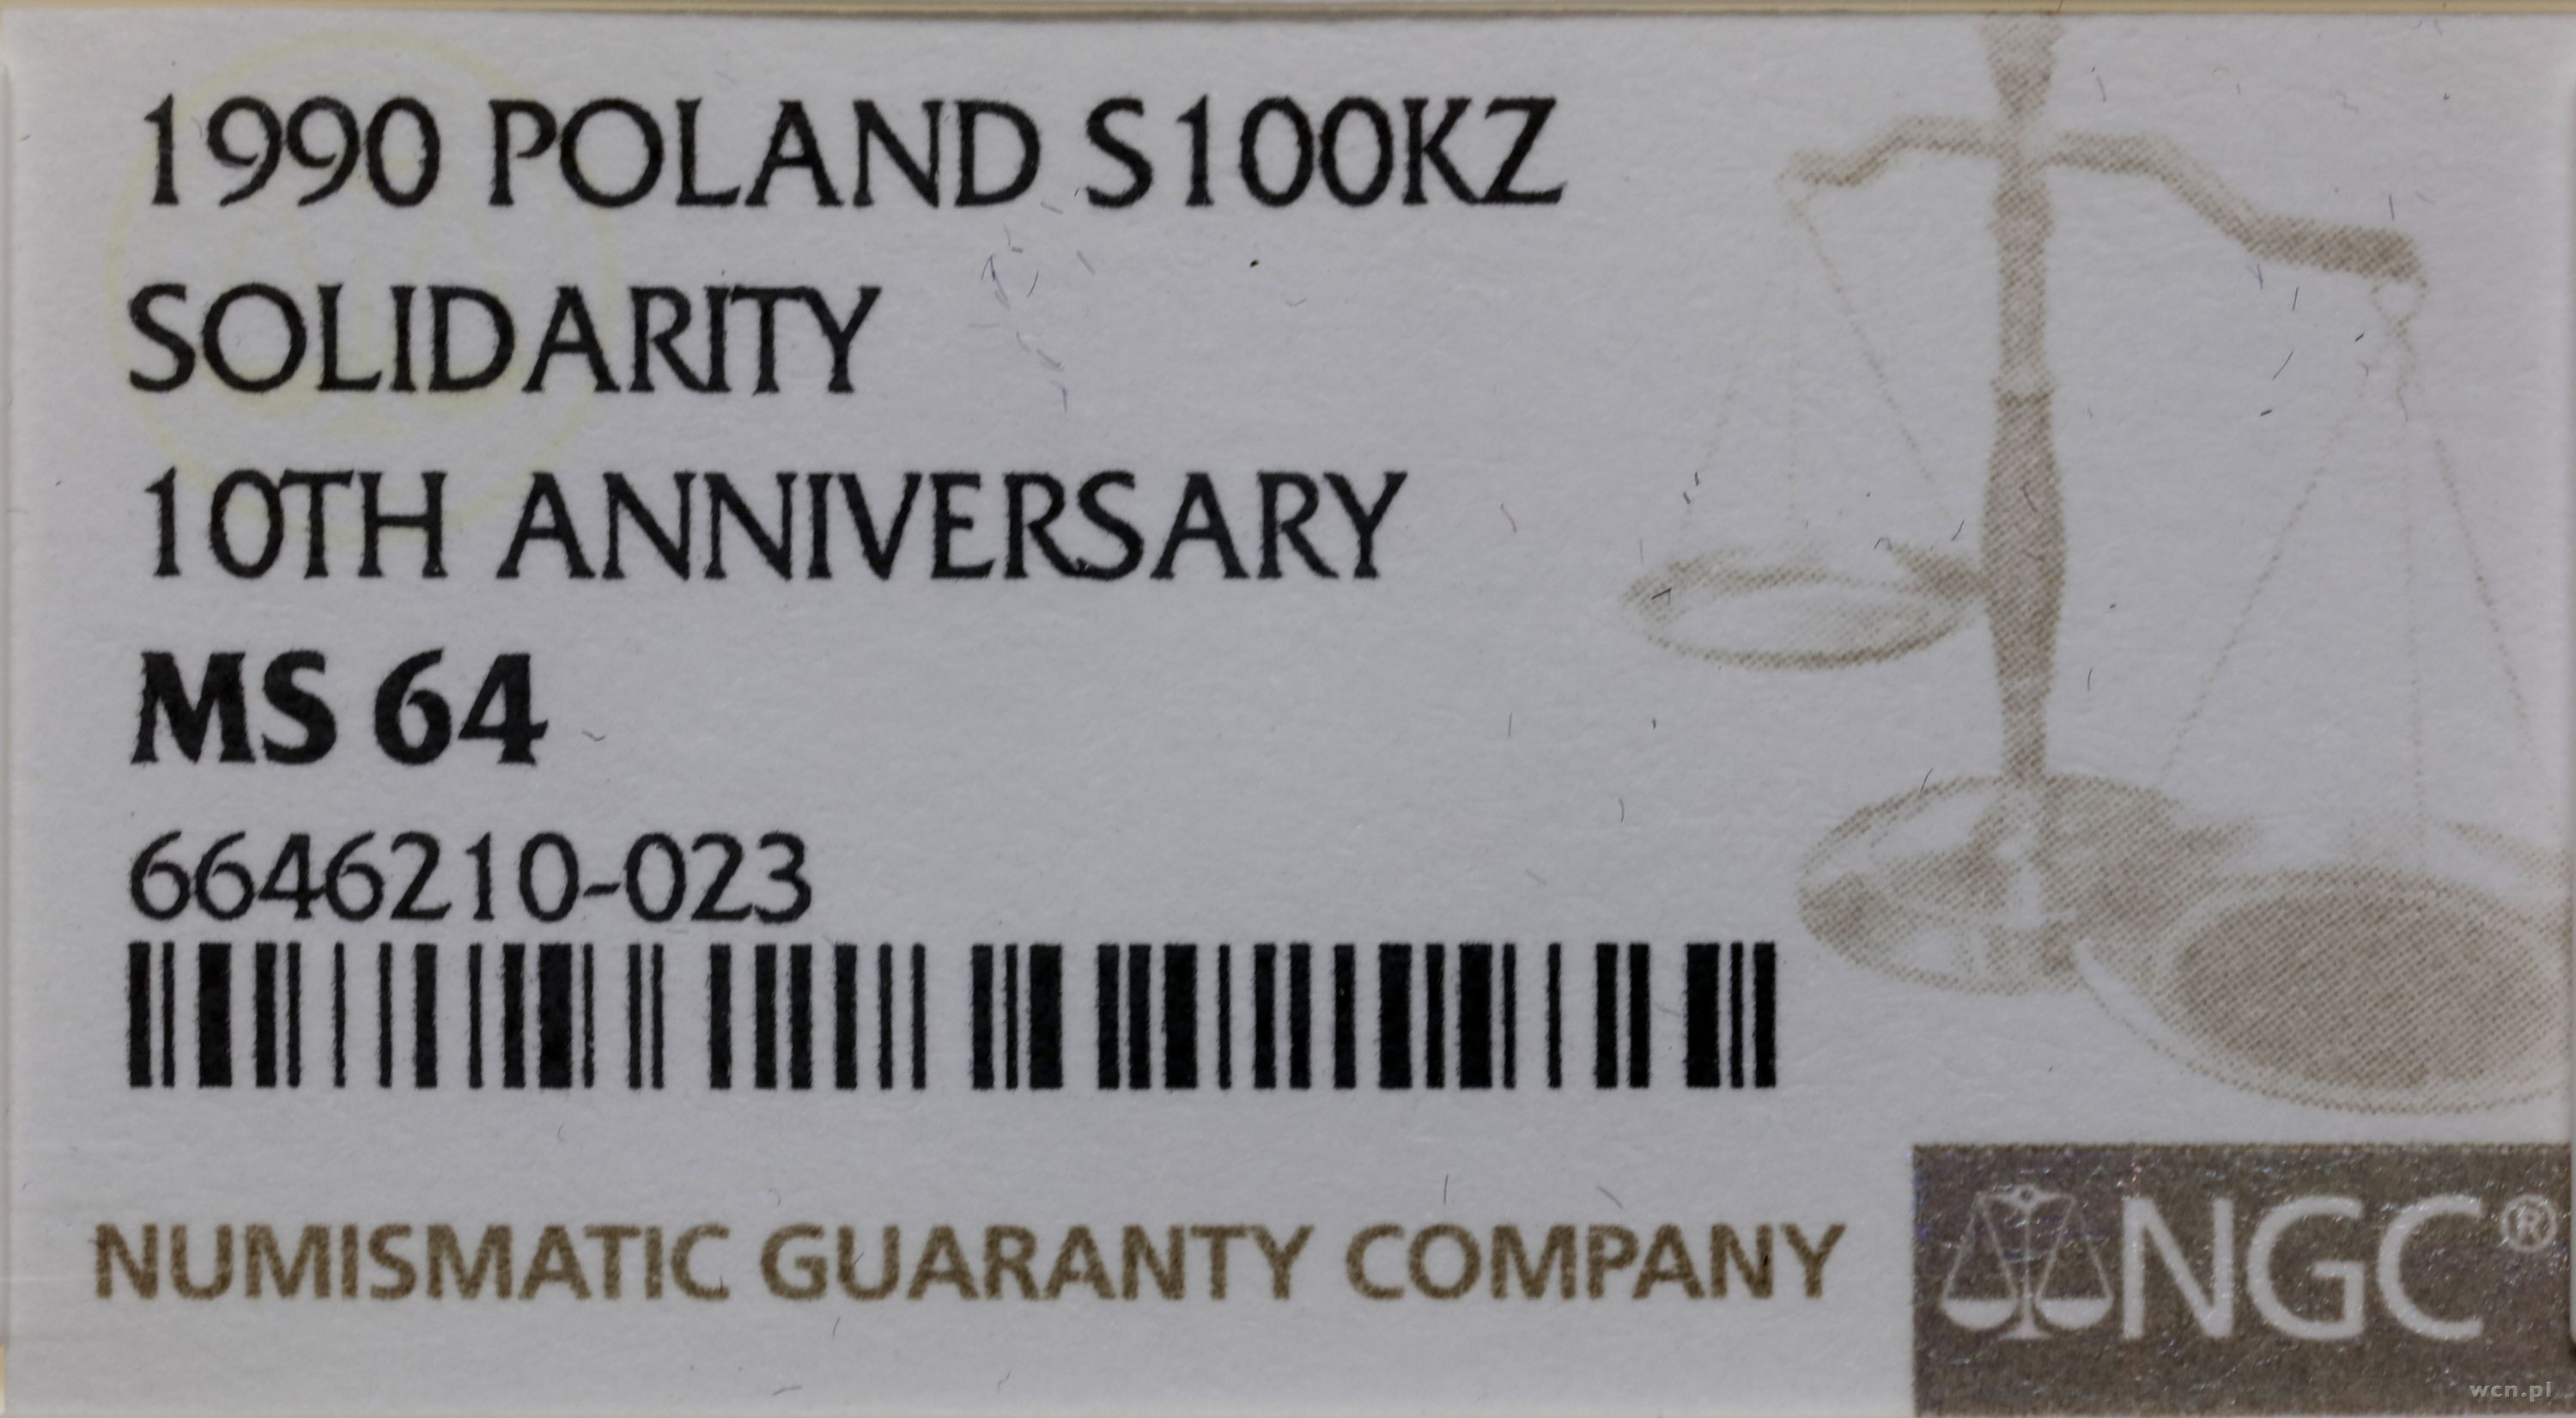 1990 POLAND S100KZ
SOLIDARITY
10TH ANNIVERSARY
MS 64
6646210-023
NUMISMATIC GUARANTY COMPANY
NGC®
wcn.pl